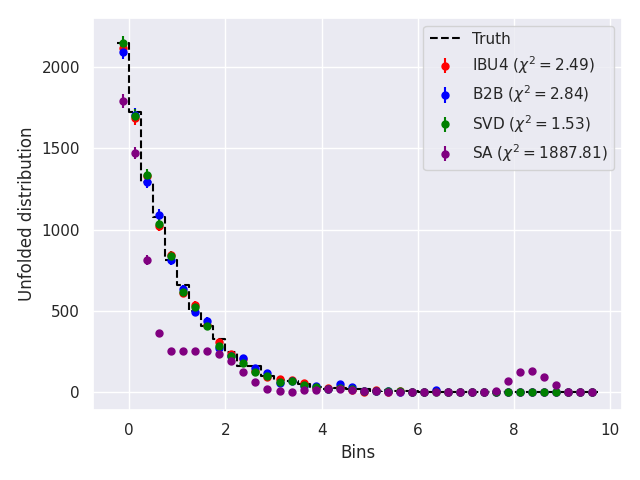 Truth
IBU4 (χ² = 2.49)
B2B (χ² = 2.84)
SVD (χ² = 1.53)
SA (χ² = 1887.81)
Unfolded distribution
2000
1500
1000
500
0
0 2 4 6 8 10
Bins